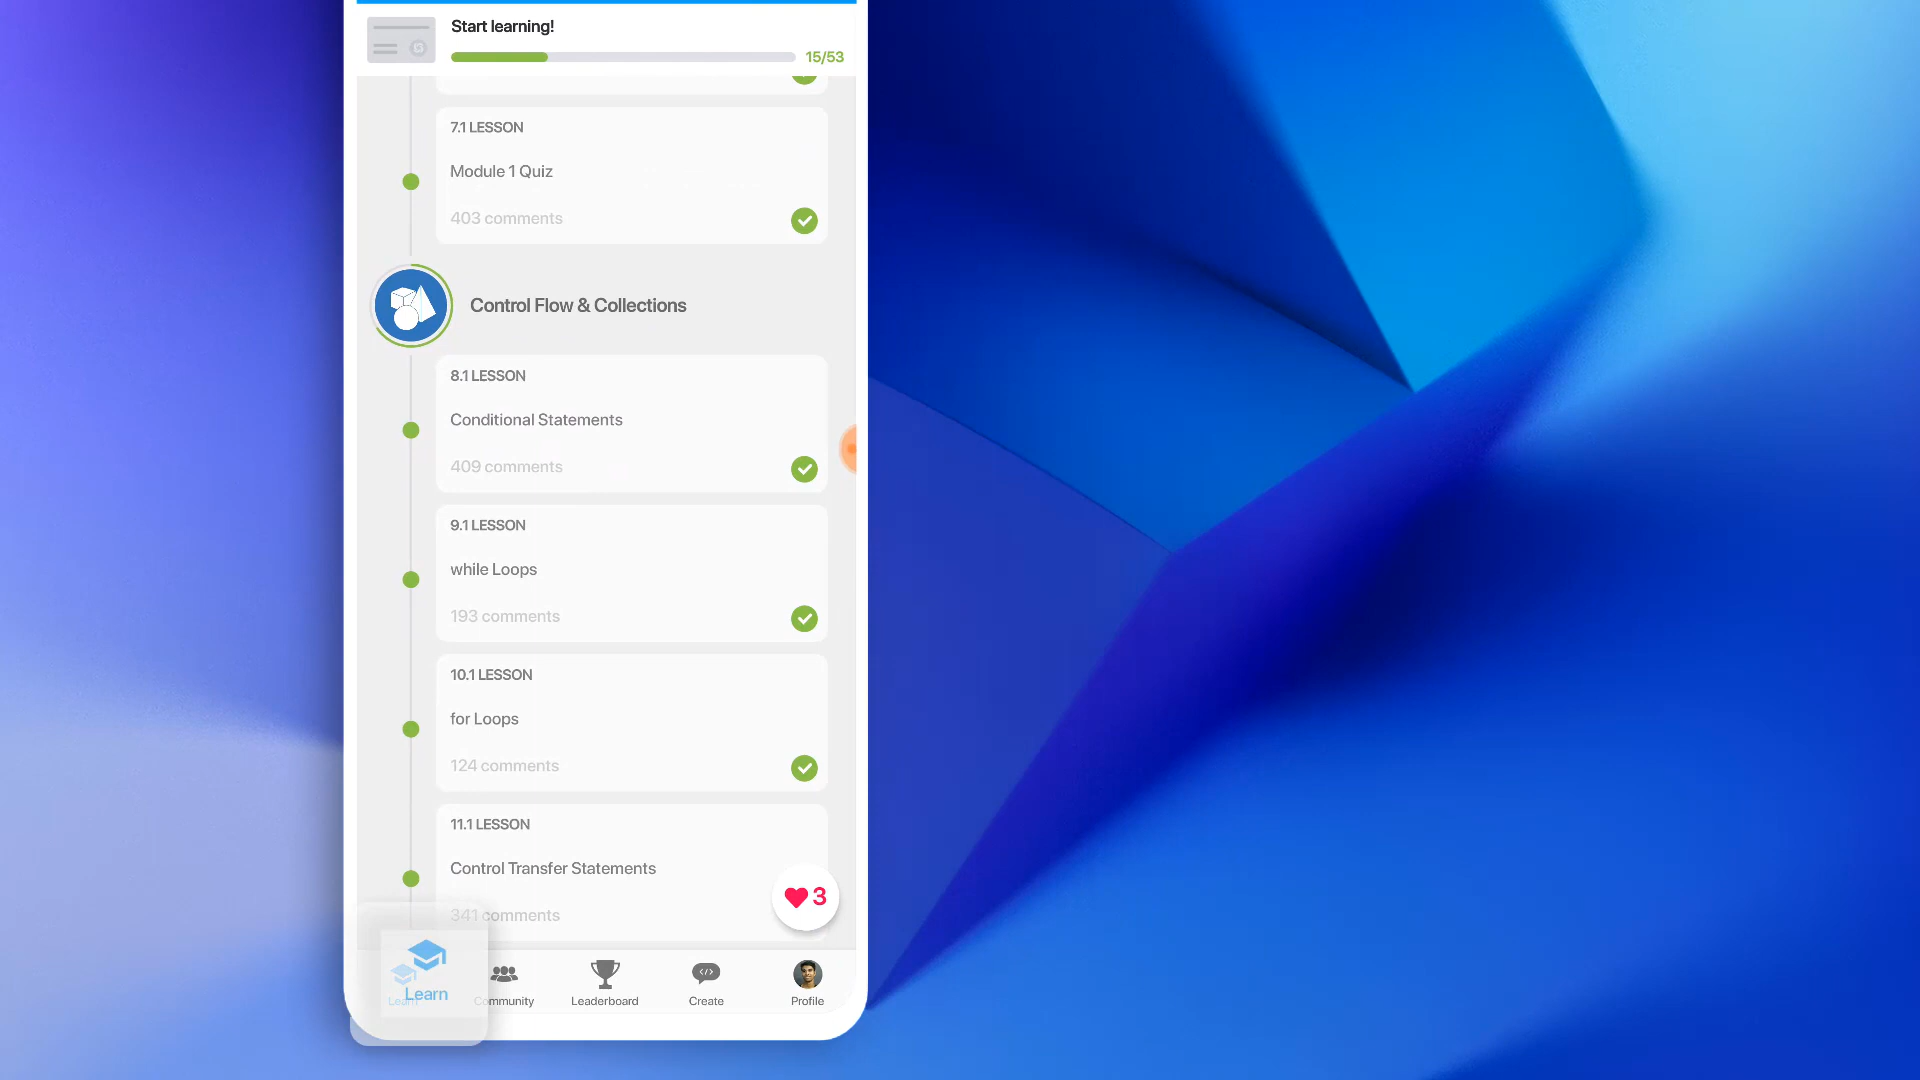 Start learning!
15/53
7.1 LESSON
Module 1 Quiz
403 comments
Control Flow & Collections
8.1 LESSON
Conditional Statements
409 comments
9.1 LESSON
while Loops
193 comments
10.1 LESSON
for Loops
124 comments
11.1 LESSON
Control Transfer Statements
3
341 comments
Learn
Learn
Community
Leaderboard
Create
Profile